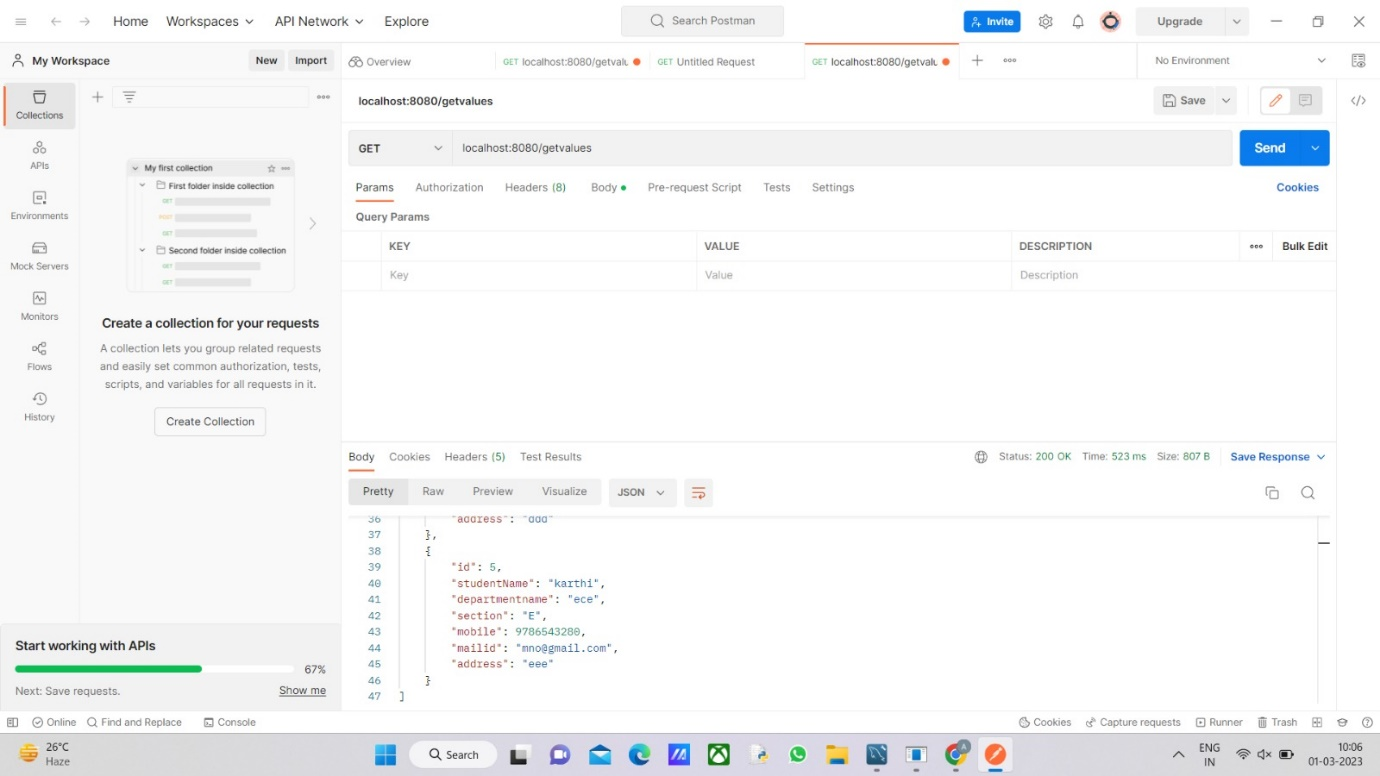 Home Workspaces API Network Explore Search Postman Invite Upgrade
My Workspace New Import Overview GET localhost:8080/getvalu GET Untitled Request GET localhost:8080/getvalu No Environment
Collections
APIs
Environments
Mock Servers
Monitors
Flows
History
My first collection
First folder inside collection
GET
POST
GET
Second folder inside collection
GET
GET
Create a collection for your requests
A collection lets you group related requests
and easily set common authorization, tests,
scripts, and variables for all requests in it.
Create Collection
Start working with APIs
67%
Next: Save requests. Show me
localhost:8080/getvalues Save
GET localhost:8080/getvalues Send
Params Authorization Headers (8) Body Pre-request Script Tests Settings Cookies
Query Params
KEY VALUE DESCRIPTION Bulk Edit
Key Value Description
Body Cookies Headers (5) Test Results Status: 200 OK Time: 523 ms Size: 807 B Save Response
Pretty Raw Preview Visualize JSON
36 "address": "ddd"
37 },
38 {
39 "id": 5,
40 "studentName": "karthi",
41 "departmentname": "ece",
42 "section": "E",
43 "mobile": 9786543280,
44 "mailid": "mno@gmail.com",
45 "address": "eee"
46 }
47 ]
Online Find and Replace Console Cookies Capture requests Runner Trash
26°C
Haze
Search
ENG
IN
10:06
01-03-2023